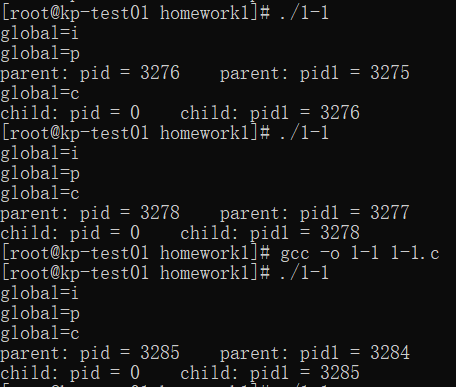 [root@kp-test01 homework1]# ./1-1
global=i
global=p
parent: pid = 3276    parent: pid1 = 3275
global=c
child: pid = 0    child: pid1 = 3276
[root@kp-test01 homework1]# ./1-1
global=i
global=p
global=c
parent: pid = 3278    parent: pid1 = 3277
child: pid = 0    child: pid1 = 3278
[root@kp-test01 homework1]# gcc -o 1-1 1-1.c
[root@kp-test01 homework1]# ./1-1
global=i
global=p
global=c
parent: pid = 3285    parent: pid1 = 3284
child: pid = 0    child: pid1 = 3285